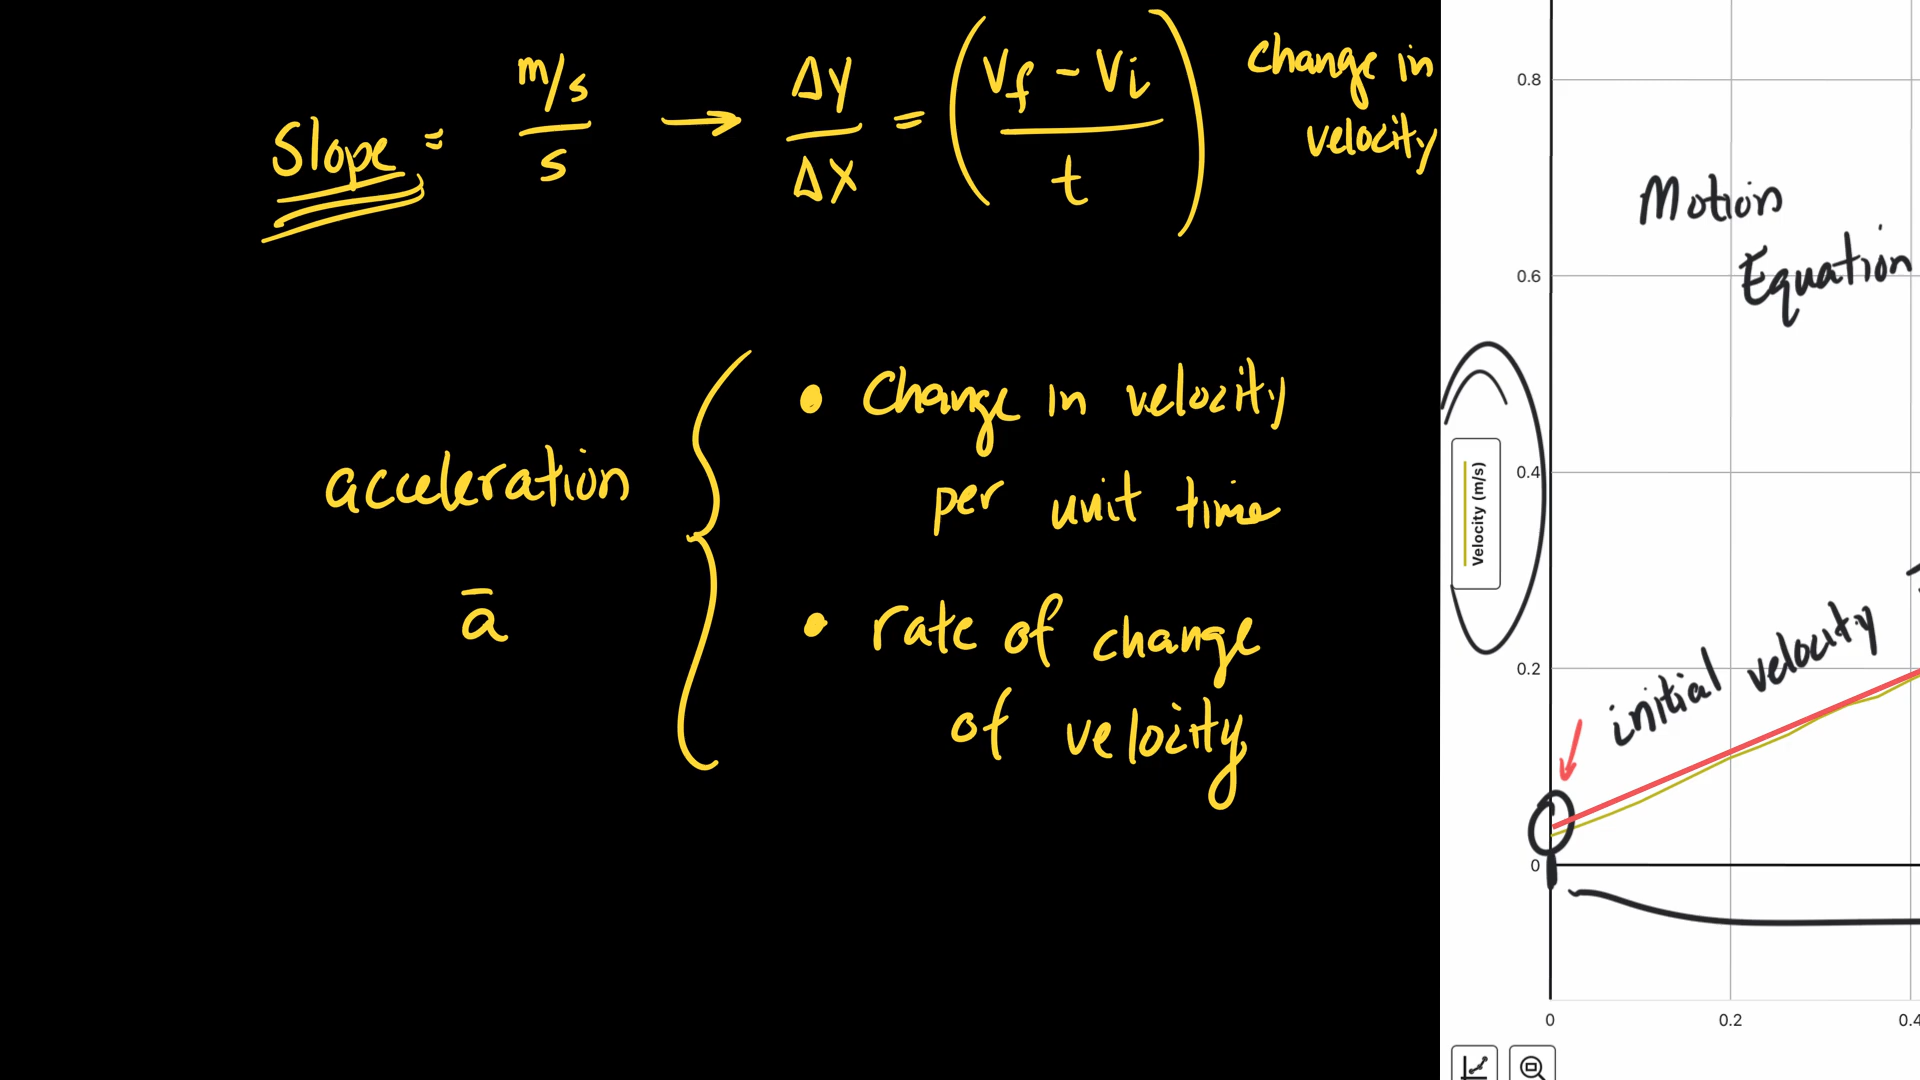 Slope = m/s / s → Δy / Δx = ( Vf - Vi / t ) change in
velocity
acceleration
a̅
• Change in velocity
per unit time
• rate of change
of velocity
Motion
Equation
initial velocity
Velocity (m/s)
0.8
0.6
0.4
0.2
0
0 0.2 0.4